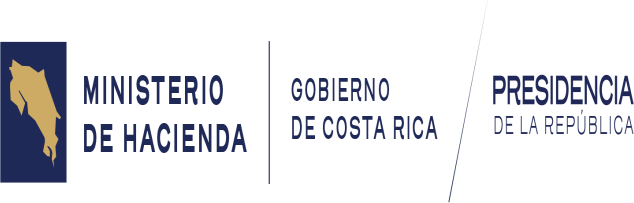 MINISTERIO
DE HACIENDA
GOBIERNO
DE COSTA RICA
PRESIDENCIA
DE LA REPÚBLICA